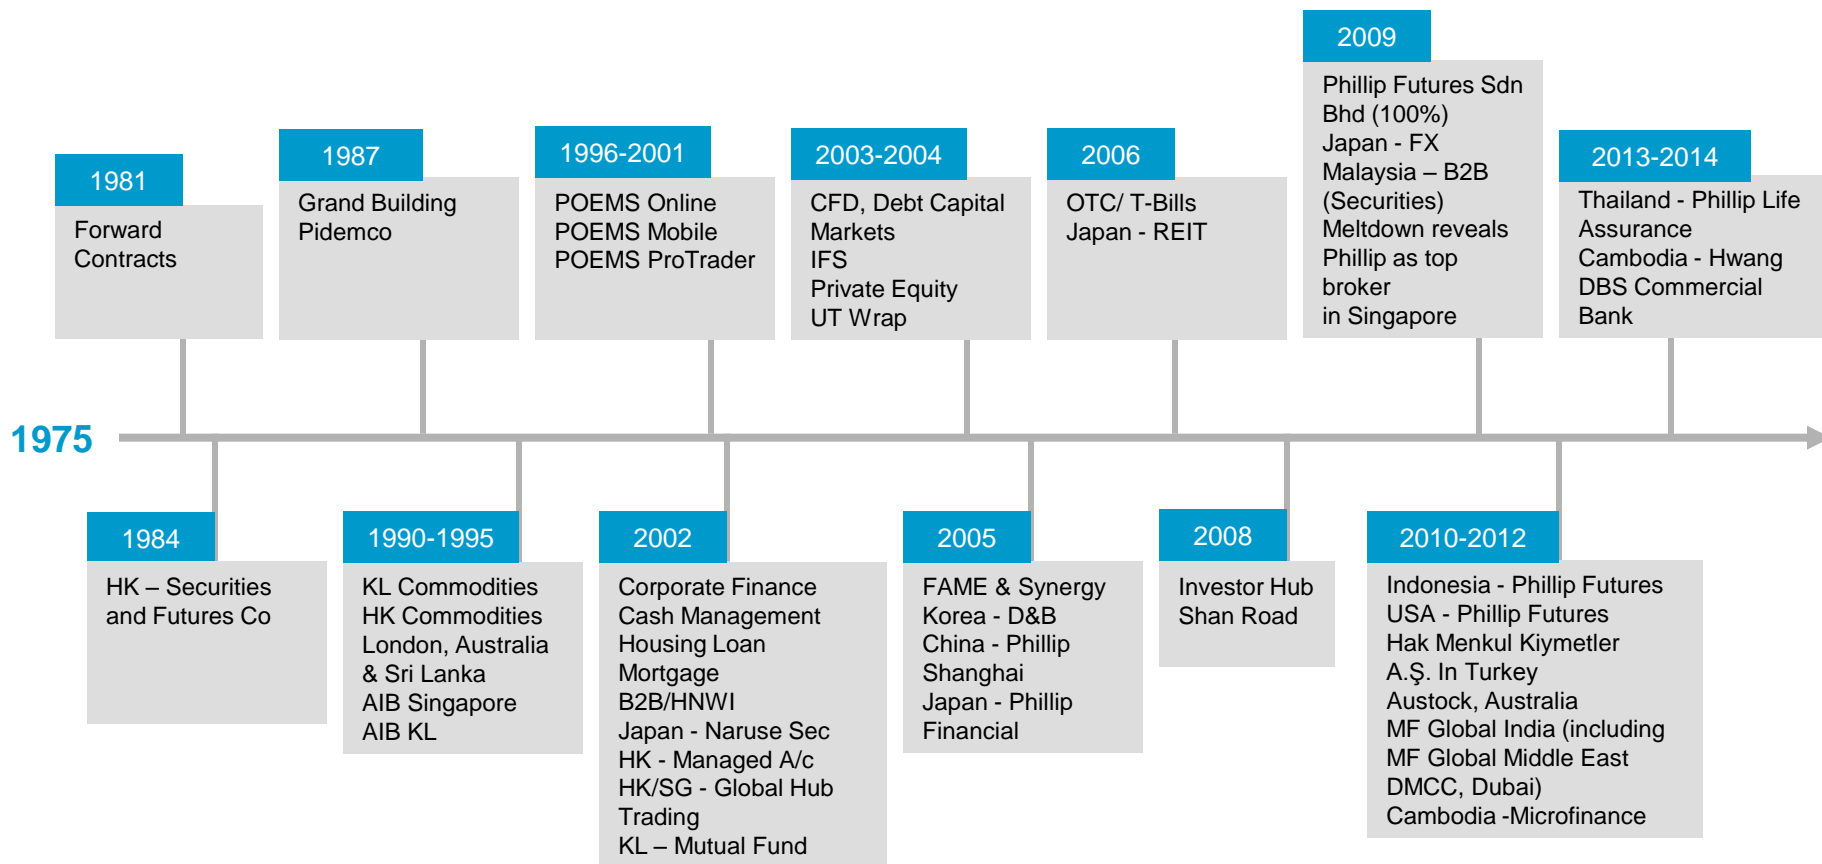 2009
Phillip Futures Sdn
Bhd (100%)
Japan - FX
Malaysia – B2B
(Securities)
Meltdown reveals
Phillip as top
broker
in Singapore
1981
Forward
Contracts
1987
Grand Building
Pidemco
1996-2001
POEMS Online
POEMS Mobile
POEMS ProTrader
2003-2004
CFD, Debt Capital
Markets
IFS
Private Equity
UT Wrap
2006
OTC/ T-Bills
Japan - REIT
2013-2014
Thailand - Phillip Life
Assurance
Cambodia - Hwang
DBS Commercial
Bank
1975
1984
HK – Securities
and Futures Co
1990-1995
KL Commodities
HK Commodities
London, Australia
& Sri Lanka
AIB Singapore
AIB KL
2002
Corporate Finance
Cash Management
Housing Loan
Mortgage
B2B/HNWI
Japan - Naruse Sec
HK - Managed A/c
HK/SG - Global Hub
Trading
KL – Mutual Fund
2005
FAME & Synergy
Korea - D&B
China - Phillip
Shanghai
Japan - Phillip
Financial
2008
Investor Hub
Shan Road
2010-2012
Indonesia - Phillip Futures
USA - Phillip Futures
Hak Menkul Kiymetler
A.Ş. In Turkey
Austock, Australia
MF Global India (including
MF Global Middle East
DMCC, Dubai)
Cambodia -Microfinance